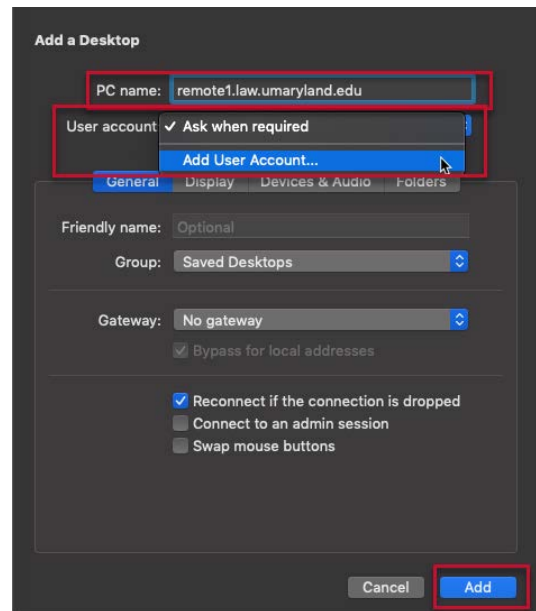 Add a Desktop
PC name: remote1.law.umaryland.edu
User account ✓ Ask when required
Add User Account...
General Display Devices & Audio Folders
Friendly name: Optional
Group: Saved Desktops
Gateway: No gateway
Bypass for local addresses
Reconnect if the connection is dropped
Connect to an admin session
Swap mouse buttons
Cancel Add